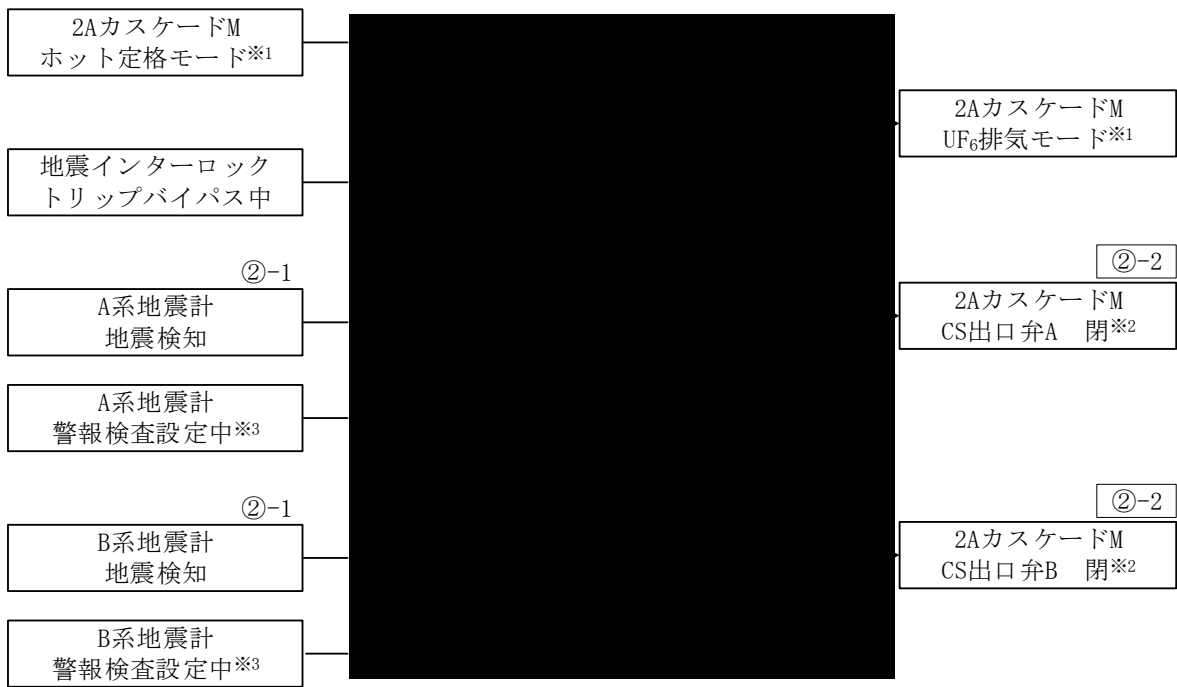 2AカスケードM
ホット定格モード※1
地震インターロック
トリップバイパス中
②-1
A系地震計
地震検知
A系地震計
警報検査設定中※3
②-1
B系地震計
地震検知
B系地震計
警報検査設定中※3
2AカスケードM
UF₆排気モード※1
②-2
2AカスケードM
CS出口弁A　閉※2
②-2
2AカスケードM
CS出口弁B　閉※2